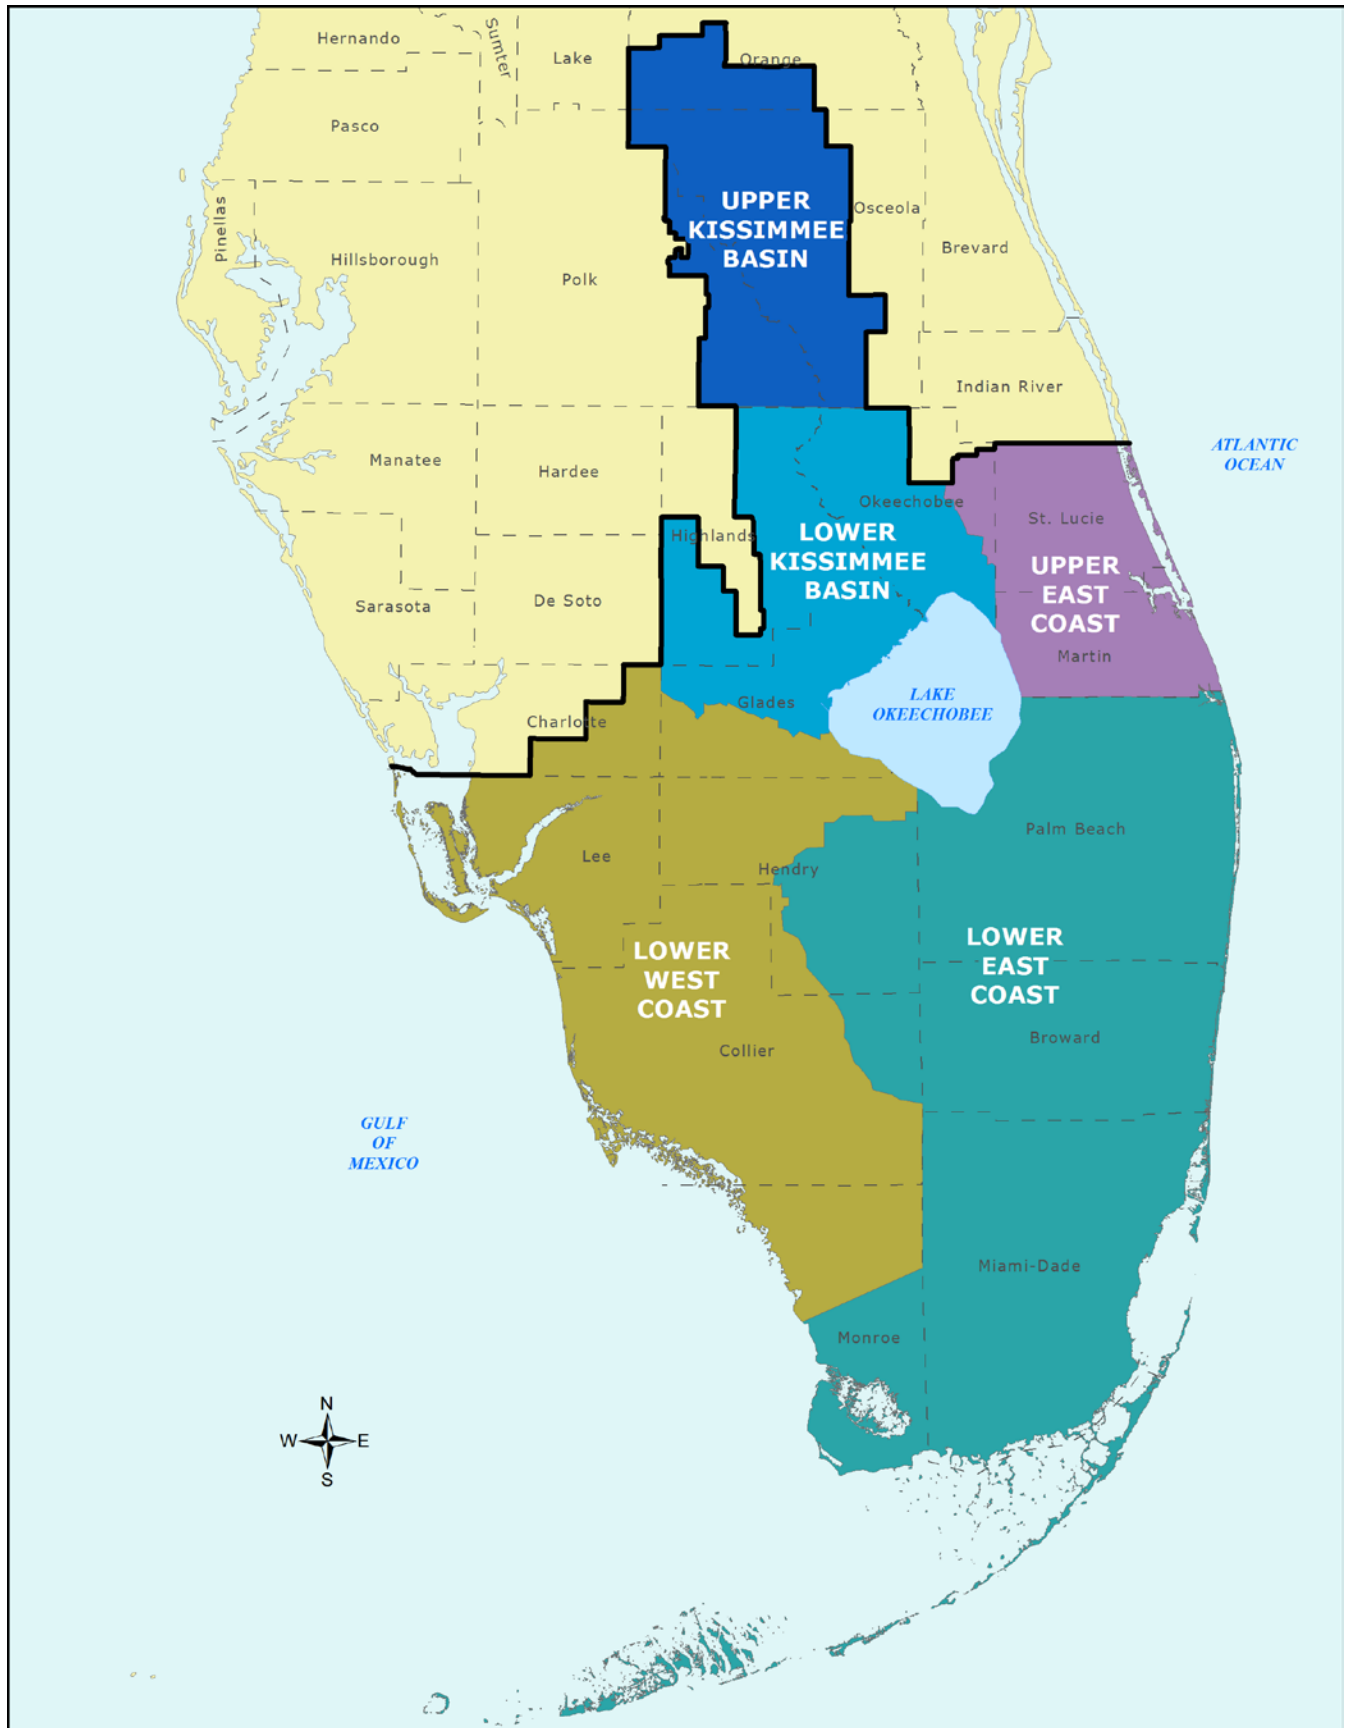 Hernando
Sumter
Lake
Orange
Pasco
Pinellas
UPPER
KISSIMMEE
BASIN
Osceola
Brevard
Hillsborough
Polk
Indian River
ATLANTIC
OCEAN
Manatee
Hardee
Okeechobee
St. Lucie
Highlands
LOWER
KISSIMMEE
BASIN
UPPER
EAST
COAST
Sarasota
De Soto
Martin
LAKE
OKEECHOBEE
Glades
Charlotte
Palm Beach
Lee
Hendry
LOWER
WEST
COAST
LOWER
EAST
COAST
Broward
Collier
GULF
OF
MEXICO
Miami-Dade
Monroe
N
W E
S